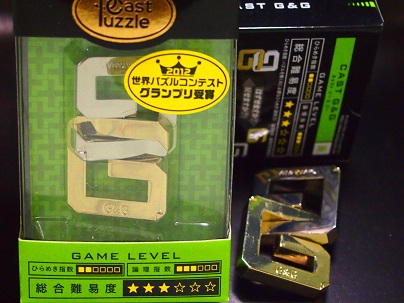 Cast
Puzzle
2012
世界パズルコンテスト
グランプリ受賞
G&G
GAME LEVEL
ひらめき指数 ■■□□□□ 論理指数 ■■■□□□
総合難易度 ★★★☆☆☆
CAST G&G
CAST G&G
GAME LEVEL
総合難易度
★★★☆☆☆
G&G